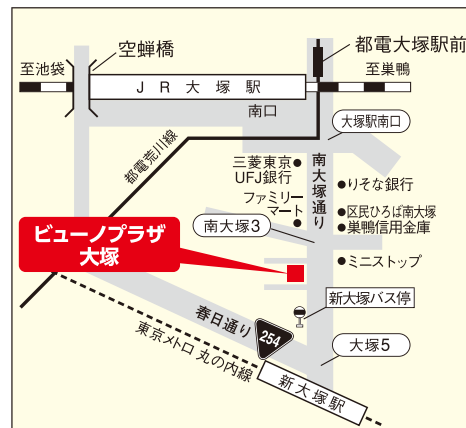 空蝉橋
都電大塚駅前
至池袋
JR大塚駅
至巣鴨
南口
大塚駅南口
都電荒川線
三菱東京
UFJ銀行
南大塚通り
りそな銀行
ファミリー
マート
区民ひろば南大塚
南大塚3
巣鴨信用金庫
ビューノプラザ
大塚
ミニストップ
新大塚バス停
春日通り
254
大塚5
東京メトロ 丸の内線
新大塚駅